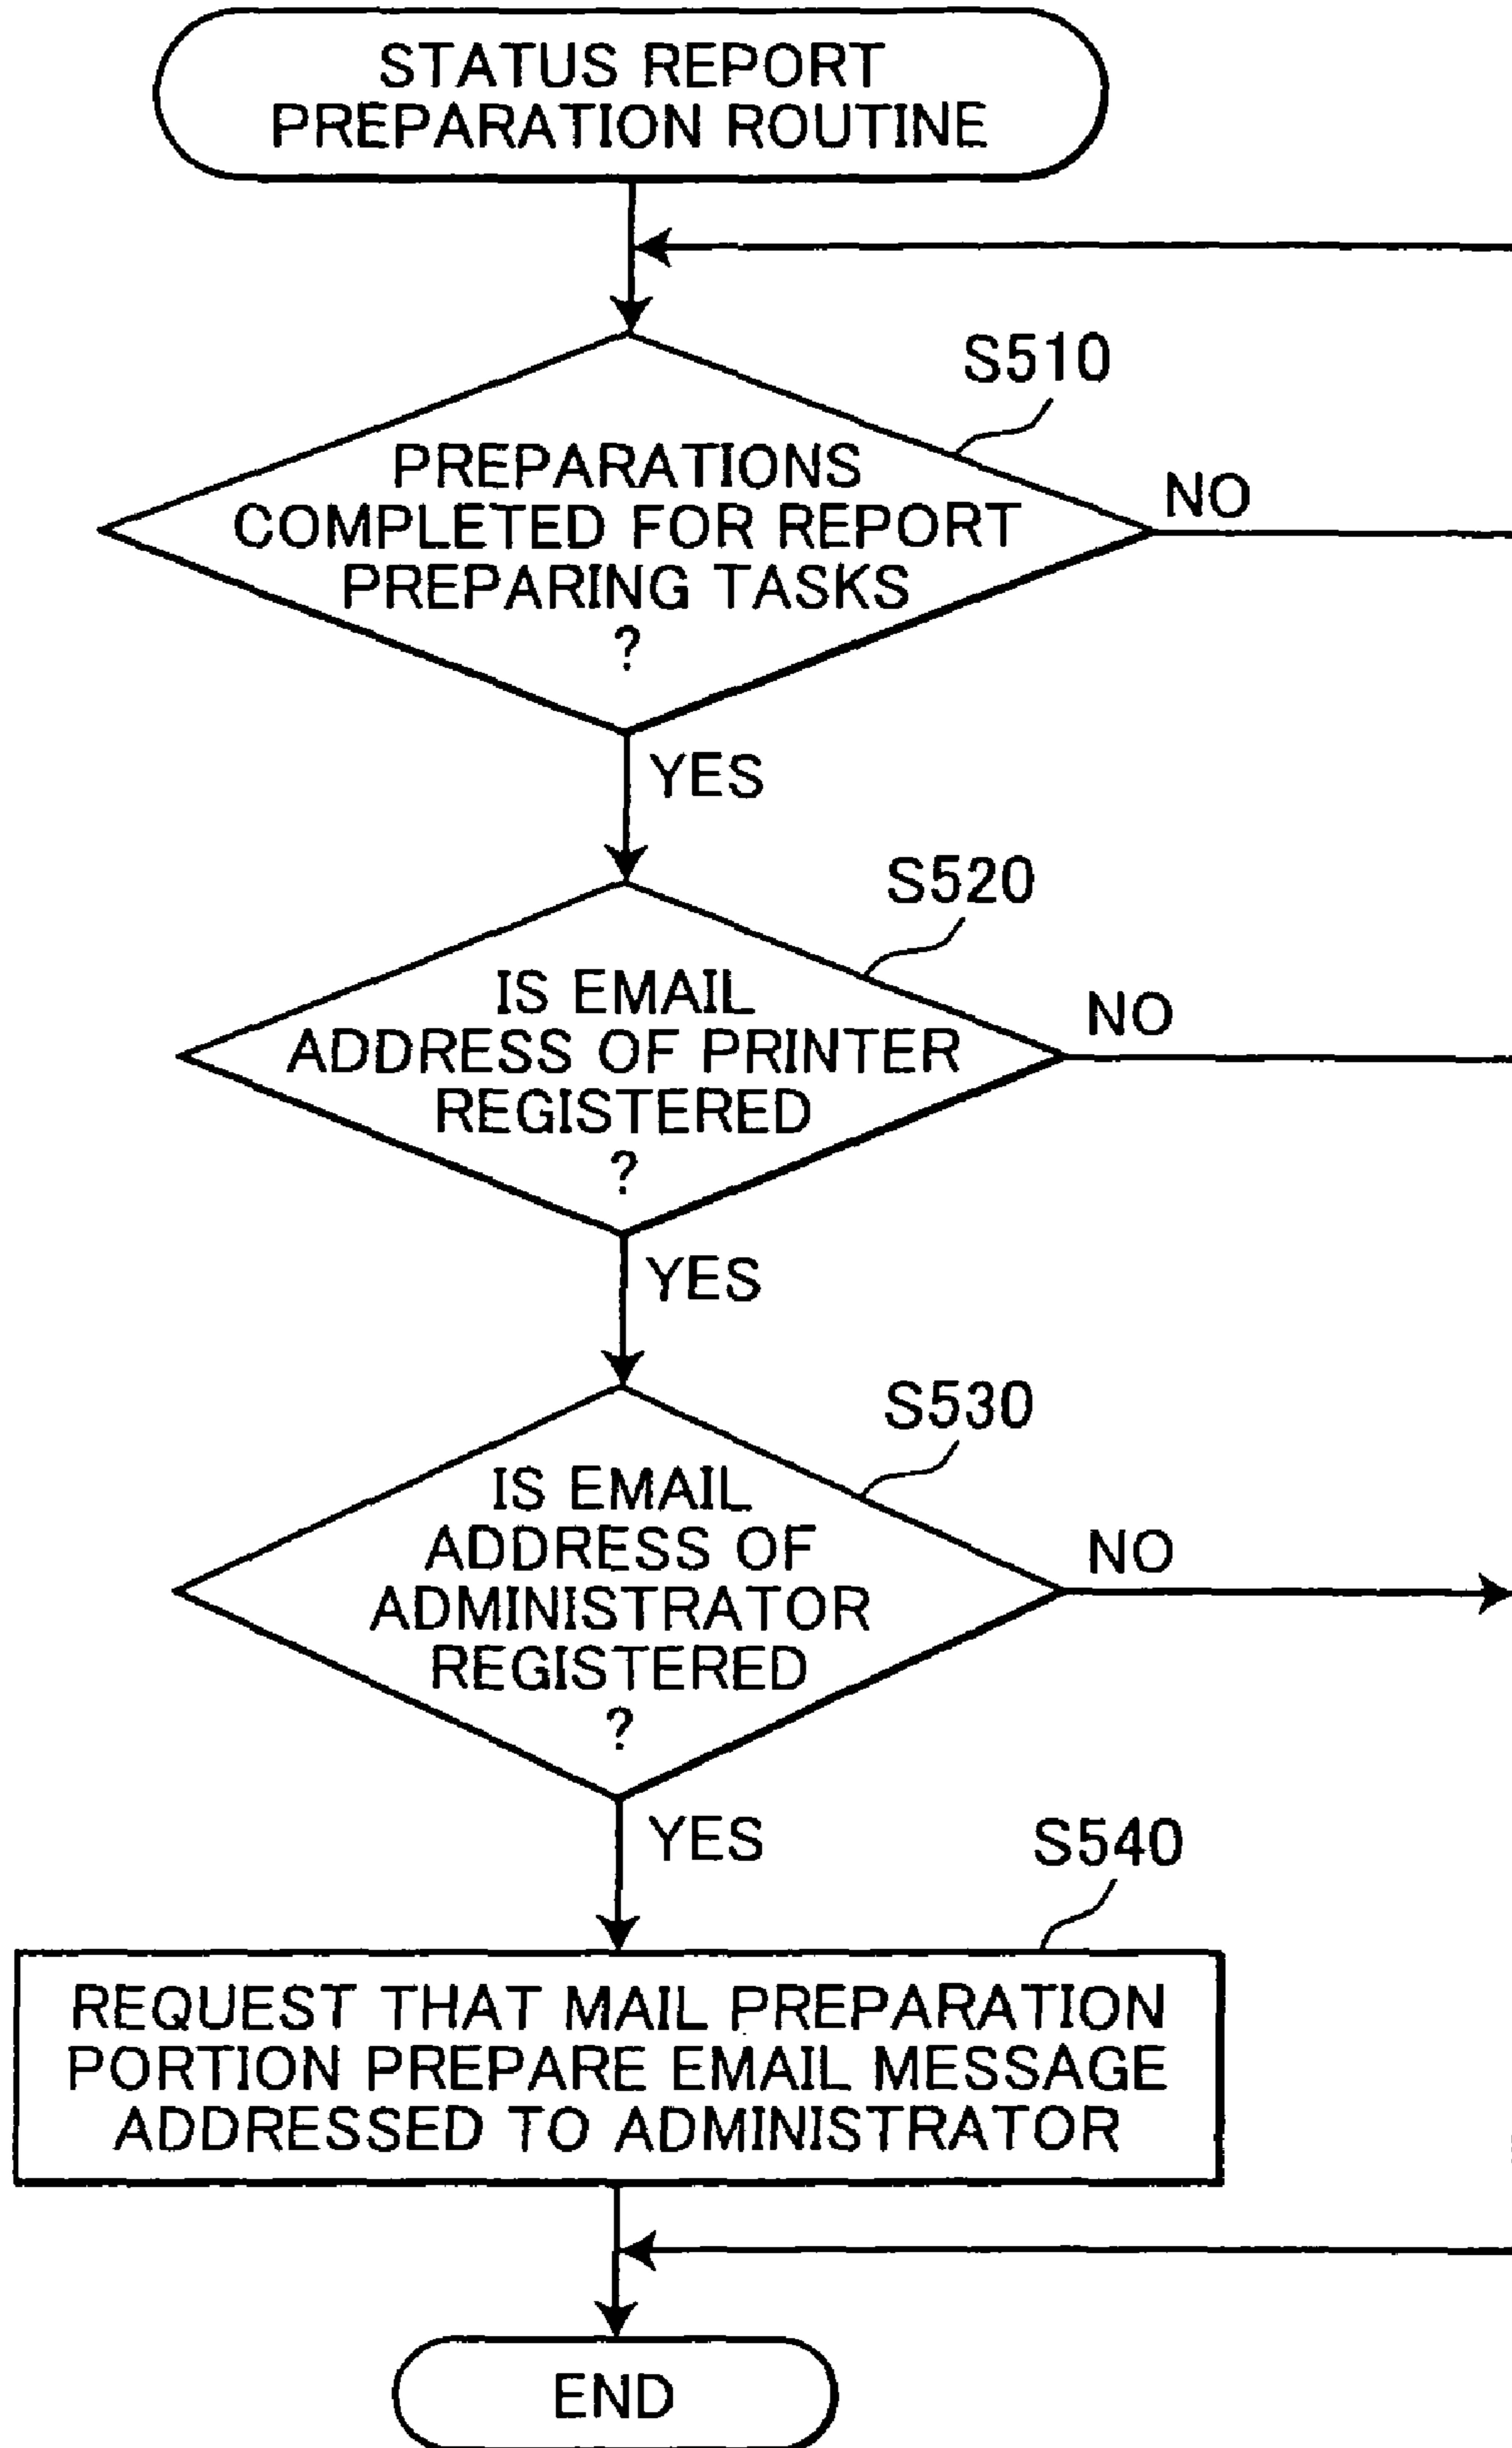 STATUS REPORT
PREPARATION ROUTINE
S510
PREPARATIONS
COMPLETED FOR REPORT
PREPARING TASKS
?
NO
YES
S520
IS EMAIL
ADDRESS OF PRINTER
REGISTERED
?
NO
YES
S530
IS EMAIL
ADDRESS OF
ADMINISTRATOR
REGISTERED
?
NO
YES
S540
REQUEST THAT MAIL PREPARATION
PORTION PREPARE EMAIL MESSAGE
ADDRESSED TO ADMINISTRATOR
END